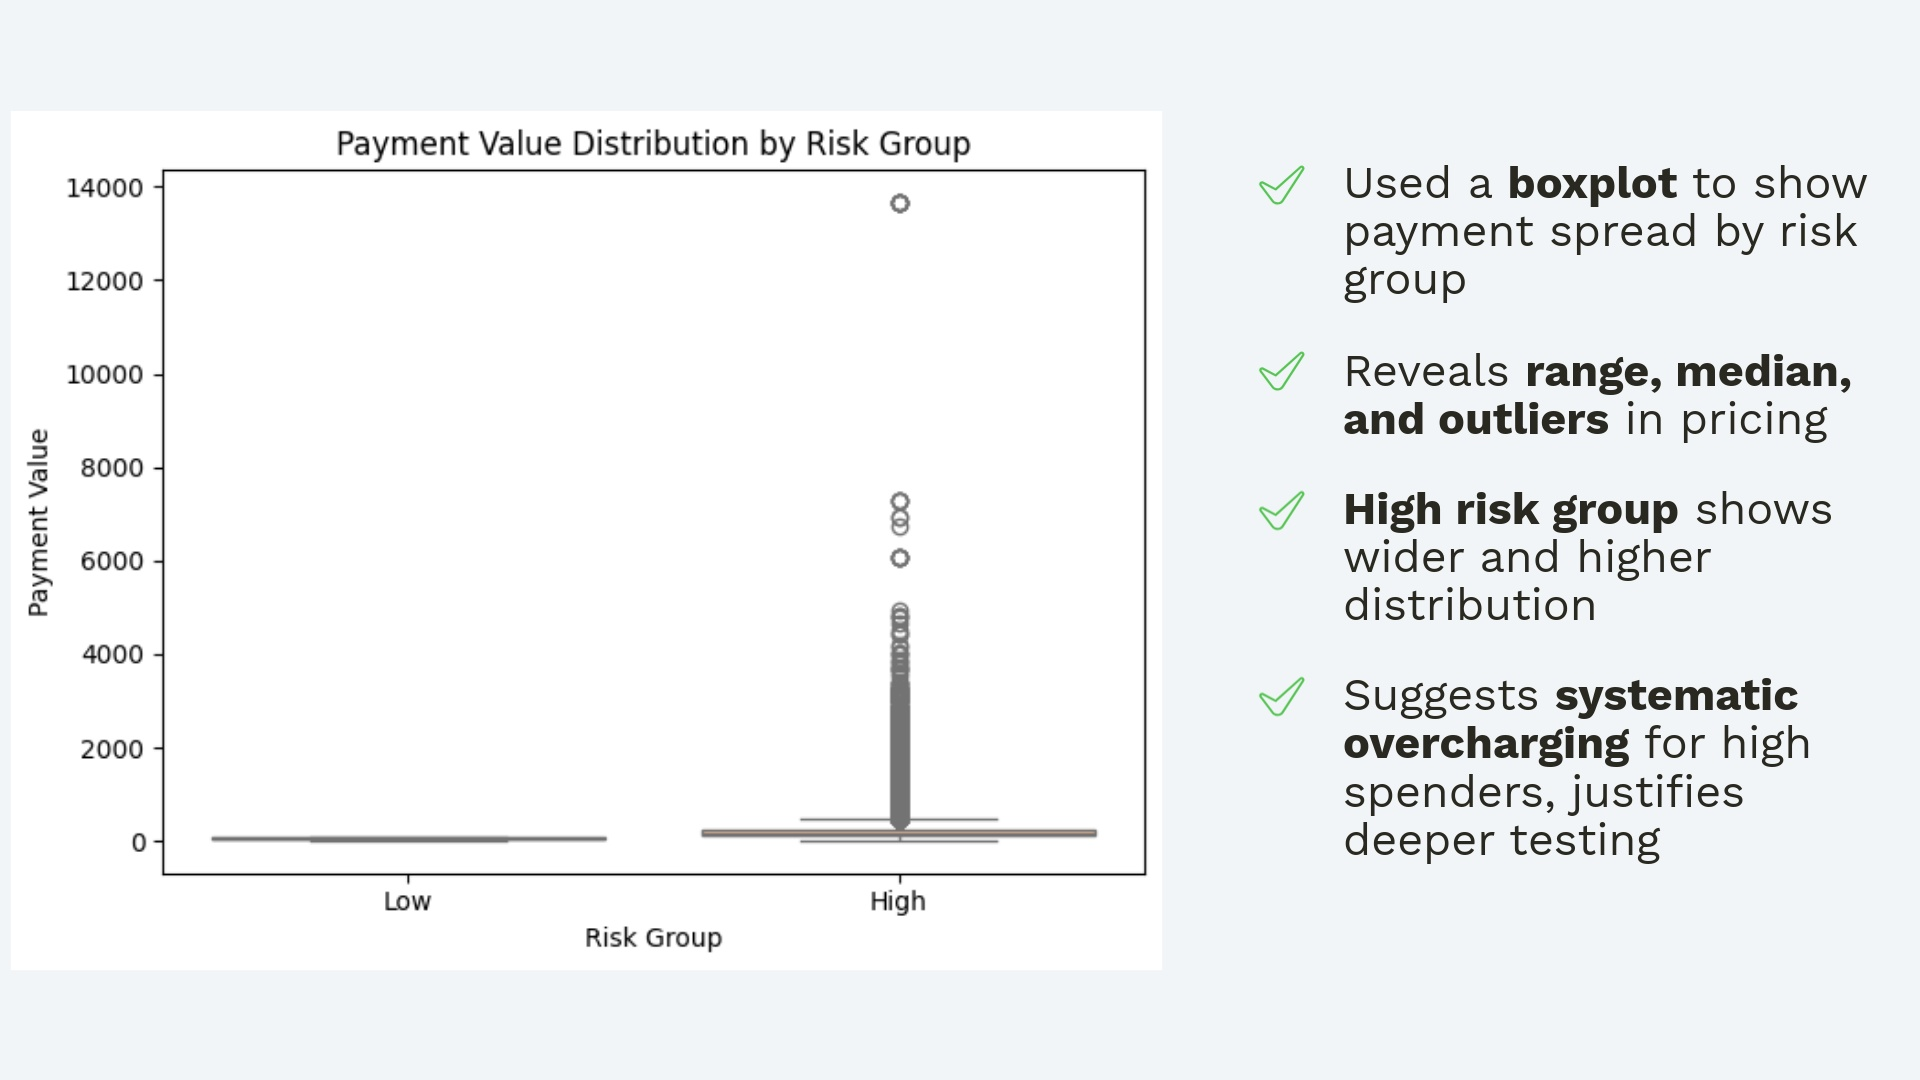 Payment Value Distribution by Risk Group
14000
12000
10000
8000
6000
4000
2000
0
Payment Value
Low
High
Risk Group
Used a boxplot to show
payment spread by risk
group
Reveals range, median,
and outliers in pricing
High risk group shows
wider and higher
distribution
Suggests systematic
overcharging for high
spenders, justifies
deeper testing